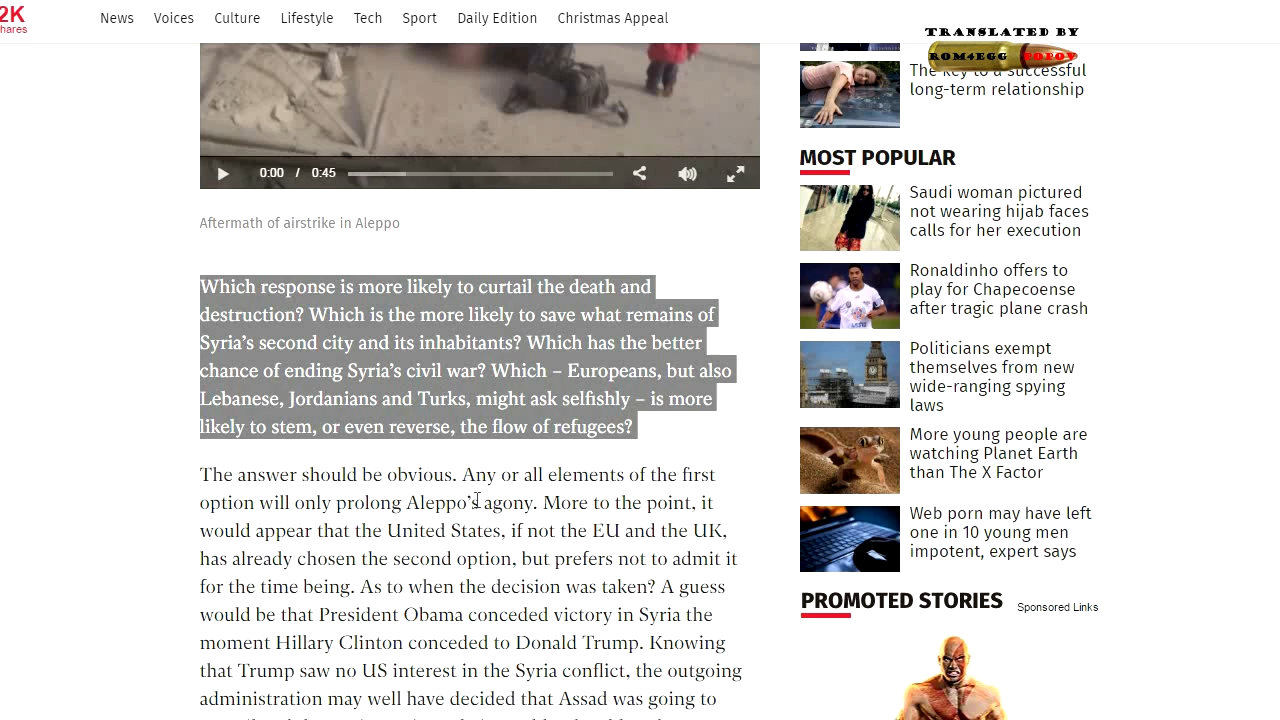 2K
hares
News Voices Culture Lifestyle Tech Sport Daily Edition Christmas Appeal
TRANSLATED BY
ROM4EGG POPOV
The key to a successful
long-term relationship
0:00 / 0:45
Aftermath of airstrike in Aleppo
Which response is more likely to curtail the death and
destruction? Which is the more likely to save what remains of
Syria's second city and its inhabitants? Which has the better
chance of ending Syria's civil war? Which – Europeans, but also
Lebanese, Jordanians and Turks, might ask selfishly – is more
likely to stem, or even reverse, the flow of refugees?
The answer should be obvious. Any or all elements of the first
option will only prolong Aleppo's agony. More to the point, it
would appear that the United States, if not the EU and the UK,
has already chosen the second option, but prefers not to admit it
for the time being. As to when the decision was taken? A guess
would be that President Obama conceded victory in Syria the
moment Hillary Clinton conceded to Donald Trump. Knowing
that Trump saw no US interest in the Syria conflict, the outgoing
administration may well have decided that Assad was going to
MOST POPULAR
Saudi woman pictured
not wearing hijab faces
calls for her execution
Ronaldinho offers to
play for Chapecoense
after tragic plane crash
Politicians exempt
themselves from new
wide-ranging spying
laws
More young people are
watching Planet Earth
than The X Factor
Web porn may have left
one in 10 young men
impotent, expert says
PROMOTED STORIES Sponsored Links